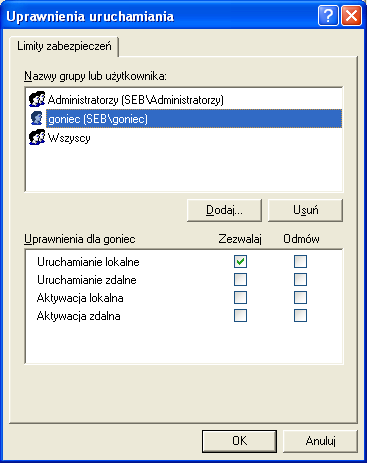 Uprawnienia uruchamiania
Limity zabezpieczeń
Nazwy grupy lub użytkownika:
Administratorzy (SEB\Administratorzy)
goniec (SEB\goniec)
Wszyscy
Dodaj... Usuń
Uprawnienia dla goniec Zezwalaj Odmów
Uruchamianie lokalne
Uruchamianie zdalne
Aktywacja lokalna
Aktywacja zdalna
OK Anuluj